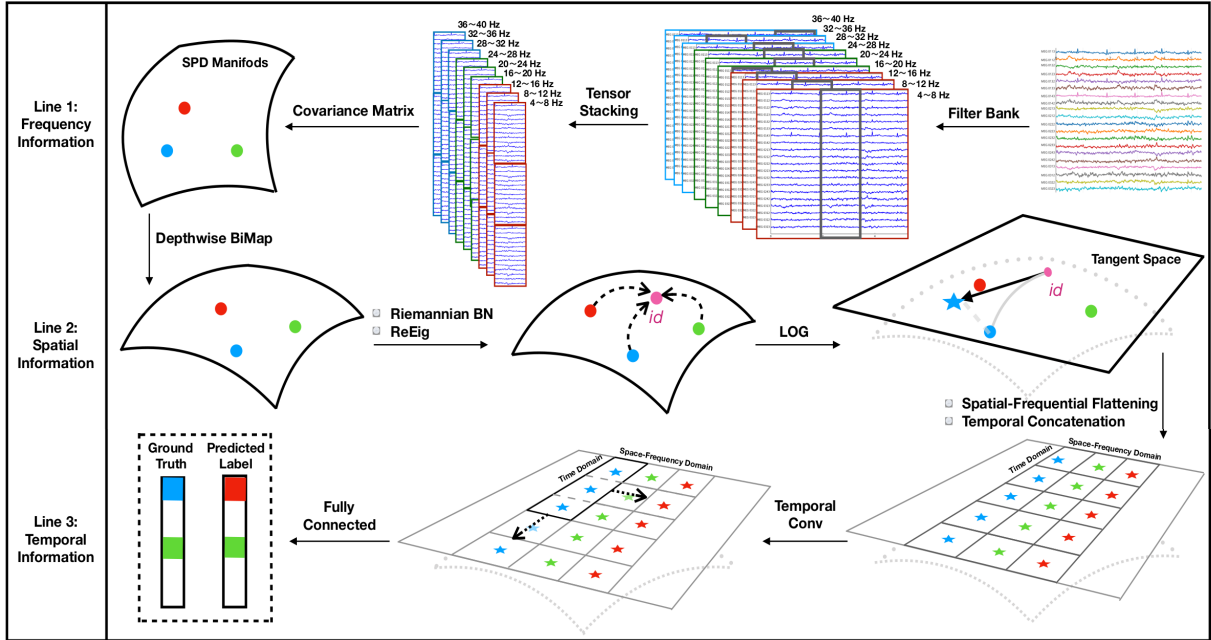 Line 1:
Frequency
Information
SPD Manifods
Covariance Matrix
36～40 Hz
32～36 Hz
28～32 Hz
24～28 Hz
20～24 Hz
16～20 Hz
12～16 Hz
8～12 Hz
4～8 Hz
Tensor
Stacking
36～40 Hz
32～36 Hz
28～32 Hz
24～28 Hz
20～24 Hz
16～20 Hz
12～16 Hz
8～12 Hz
4～8 Hz
Filter Bank
Depthwise BiMap
Line 2:
Spatial
Information
Riemannian BN
ReEig
id
LOG
Tangent Space
id
Spatial-Frequential Flattening
Temporal Concatenation
Line 3:
Temporal
Information
Ground
Truth
Predicted
Label
Fully
Connected
Time Domain
Space-Frequency Domain
Temporal
Conv
Time Domain
Space-Frequency Domain